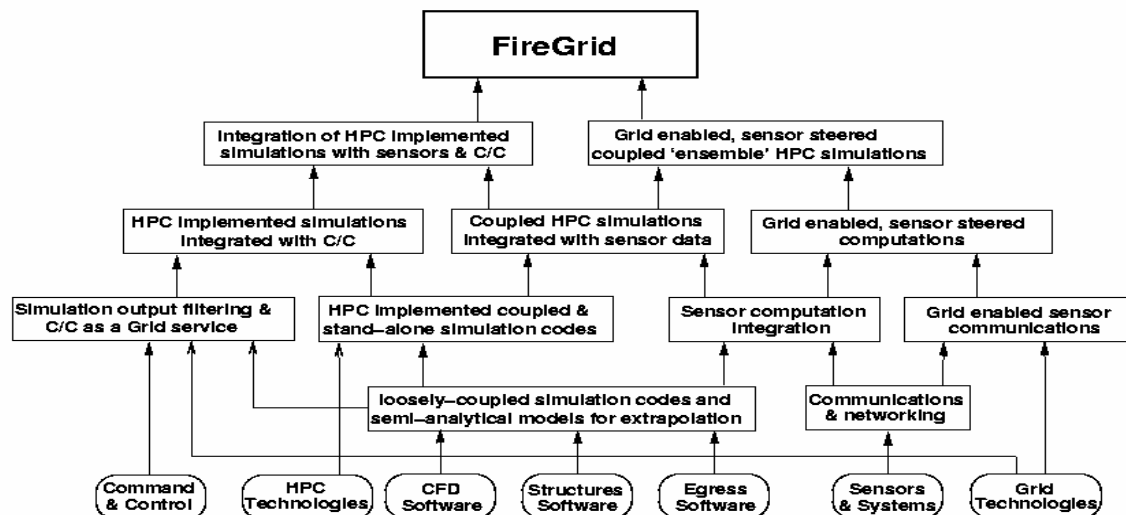 FireGrid
Integration of HPC implemented
simulations with sensors & C/C
Grid enabled, sensor steered
coupled ‘ensemble’ HPC simulations
HPC implemented simulations
integrated with C/C
Coupled HPC simulations
integrated with sensor data
Grid enabled, sensor steered
computations
Simulation output filtering &
C/C as a Grid service
HPC implemented coupled &
stand–alone simulation codes
Sensor computation
integration
Grid enabled sensor
communications
loosely–coupled simulation codes and
semi–analytical models for extrapolation
Communications
& networking
Command
& Control
HPC
Technologies
CFD
Software
Structures
Software
Egress
Software
Sensors
& Systems
Grid
Technologies